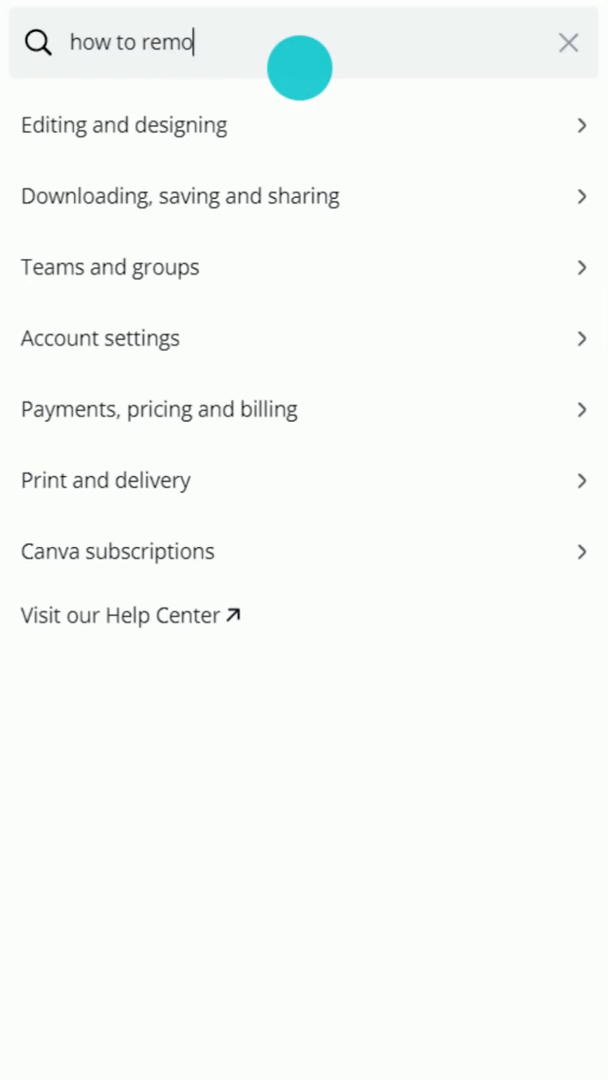 how to remo
Editing and designing
Downloading, saving and sharing
Teams and groups
Account settings
Payments, pricing and billing
Print and delivery
Canva subscriptions
Visit our Help Center